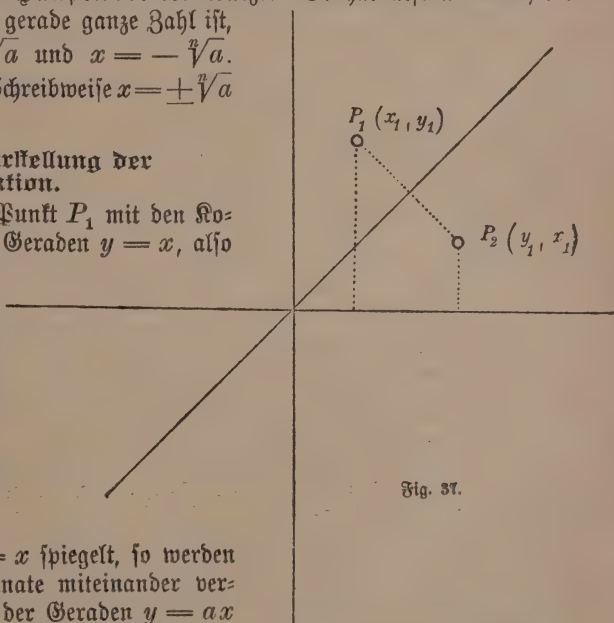 gerade ganze Zahl iſt,
a und x = − ⁿ√a.
chreibweiſe x = ± ⁿ√a
rſtellung der
tion.
Punkt P₁ mit den Ko=
Geraden y = x, alſo
P₁ (x₁, y₁)
P₂ (y₁, x₁)
Fig. 37.
= x ſpiegelt, ſo werden
nate miteinander ver=
der Geraden y = ax